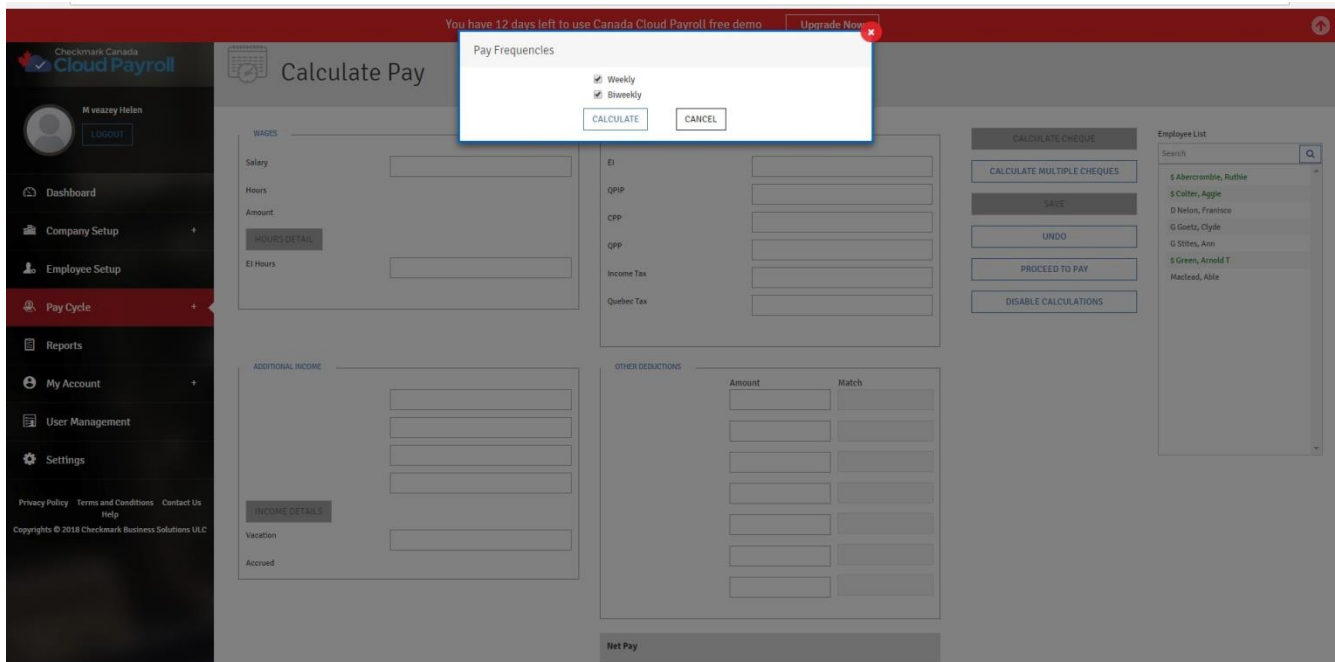 You have 12 days left to use Canada Cloud Payroll free demo Upgrade Now
Checkmark Canada
Cloud Payroll
M veazey Helen
LOGOUT
Dashboard
Company Setup +
Employee Setup
Pay Cycle +
Reports
My Account +
User Management
Settings
Privacy Policy Terms and Conditions Contact Us
Help
Copyrights © 2018 Checkmark Business Solutions ULC
Calculate Pay
Pay Frequencies
Weekly
Biweekly
CALCULATE CANCEL
WAGES
Salary
Hours
Amount
HOURS DETAIL
EI Hours
EI
QPIP
CPP
QPP
Income Tax
Quebec Tax
ADDITIONAL INCOME
INCOME DETAILS
Vacation
Accrued
OTHER DEDUCTIONS
Amount Match
Net Pay
CALCULATE CHEQUE
CALCULATE MULTIPLE CHEQUES
SAVE
UNDO
PROCEED TO PAY
DISABLE CALCULATIONS
Employee List
Search
$ Abercrambie, Ruthie
$ Colter, Aggie
D Nelon, Fransisco
G Goetz, Clyde
G Stites, Ann
$ Green, Arnold T
Maclead, Able